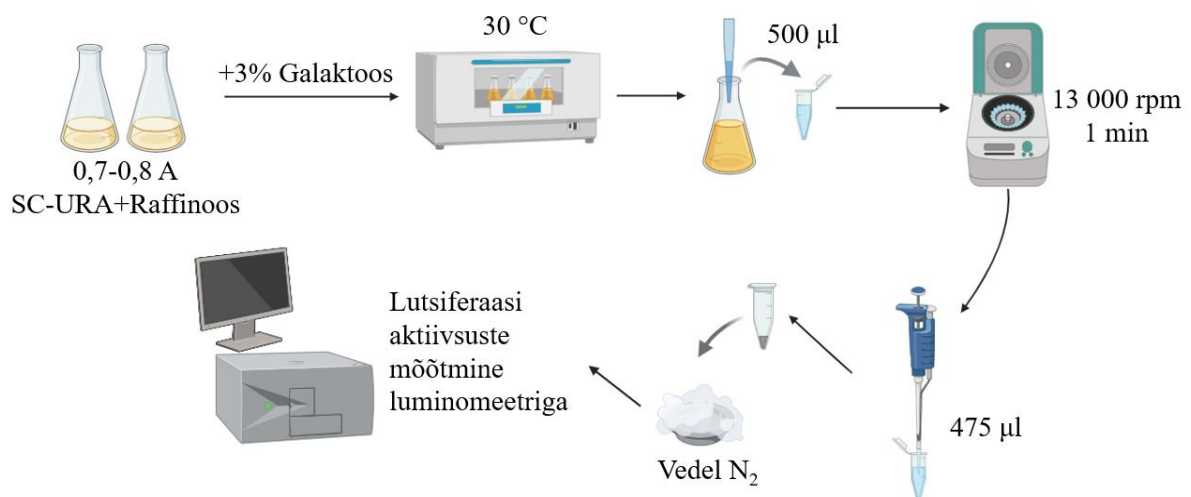 0,7-0,8 A
SC-URA+Raffinoos
+3% Galaktoos
30 °C
500 µl
13 000 rpm
1 min
475 µl
Vedel N₂
Lutsiferaasi
aktiivsuste
mõõtmine
luminomeetriga